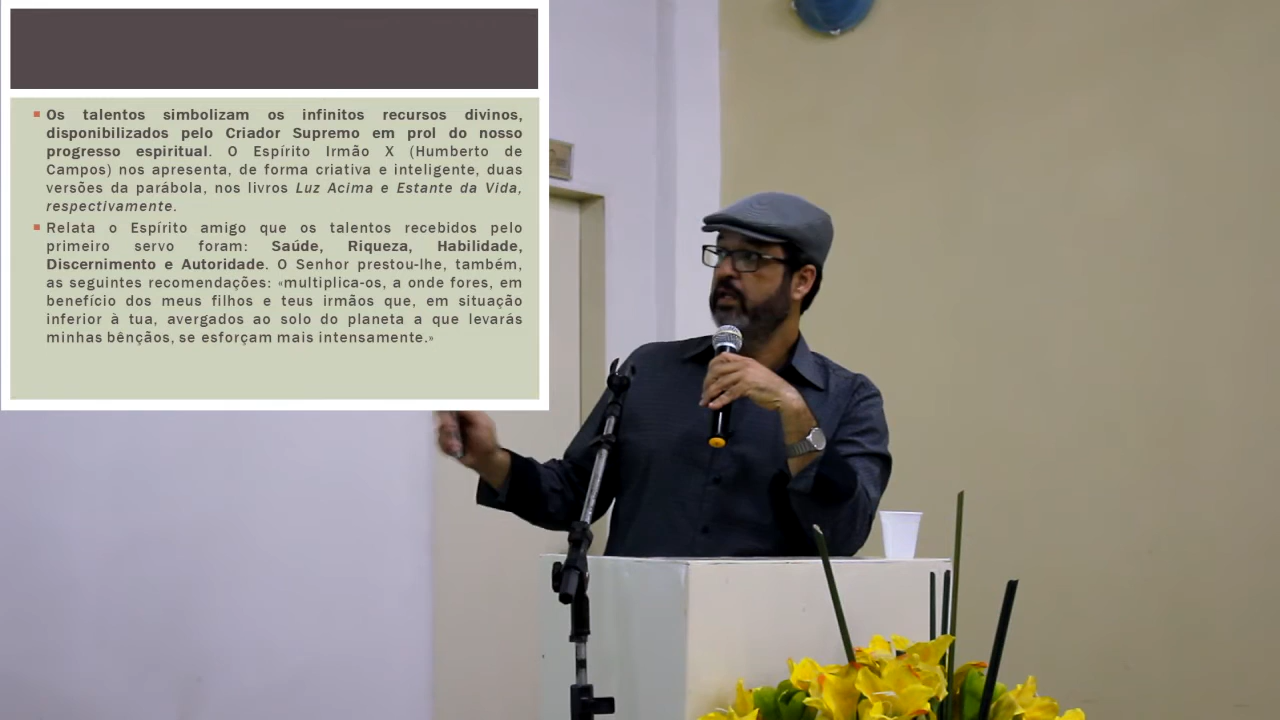 Os talentos simbolizam os infinitos recursos divinos,
disponibilizados pelo Criador Supremo em prol do nosso
progresso espiritual. O Espírito Irmão X (Humberto de
Campos) nos apresenta, de forma criativa e inteligente, duas
versões da parábola, nos livros Luz Acima e Estante da Vida,
respectivamente.
Relata o Espírito amigo que os talentos recebidos pelo
primeiro servo foram: Saúde, Riqueza, Habilidade,
Discernimento e Autoridade. O Senhor prestou-lhe, também,
as seguintes recomendações: «multiplica-os, a onde fores, em
benefício dos meus filhos e teus irmãos que, em situação
inferior à tua, avergados ao solo do planeta a que levarás
minhas bênçãos, se esforçam mais intensamente.»